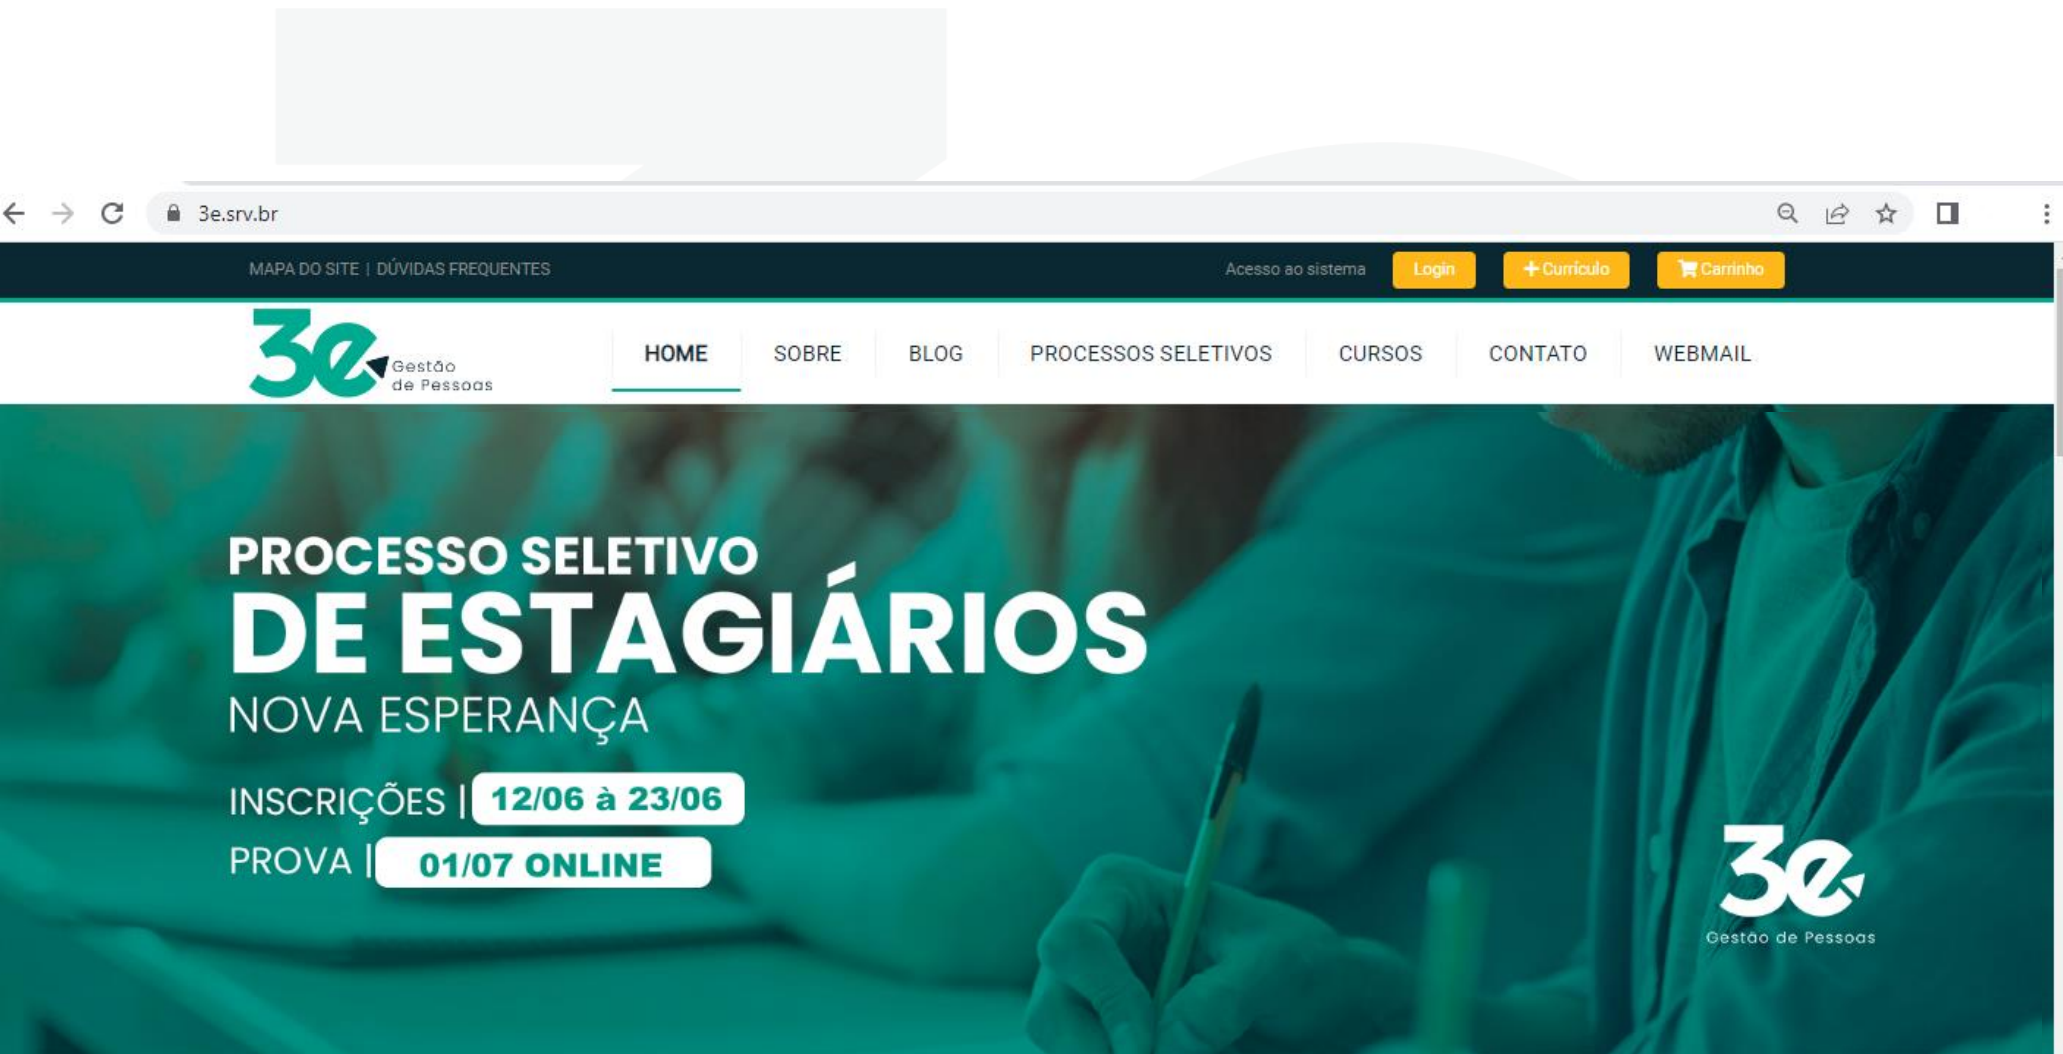 3e.srv.br
MAPA DO SITE | DÚVIDAS FREQUENTES
Acesso ao sistema
Login
+ Currículo
Carrinho
3e Gestão
de Pessoas
HOME
SOBRE
BLOG
PROCESSOS SELETIVOS
CURSOS
CONTATO
WEBMAIL
PROCESSO SELETIVO
DE ESTAGIÁRIOS
NOVA ESPERANÇA
INSCRIÇÕES | 12/06 à 23/06
PROVA | 01/07 ONLINE
3e
Gestão de Pessoas